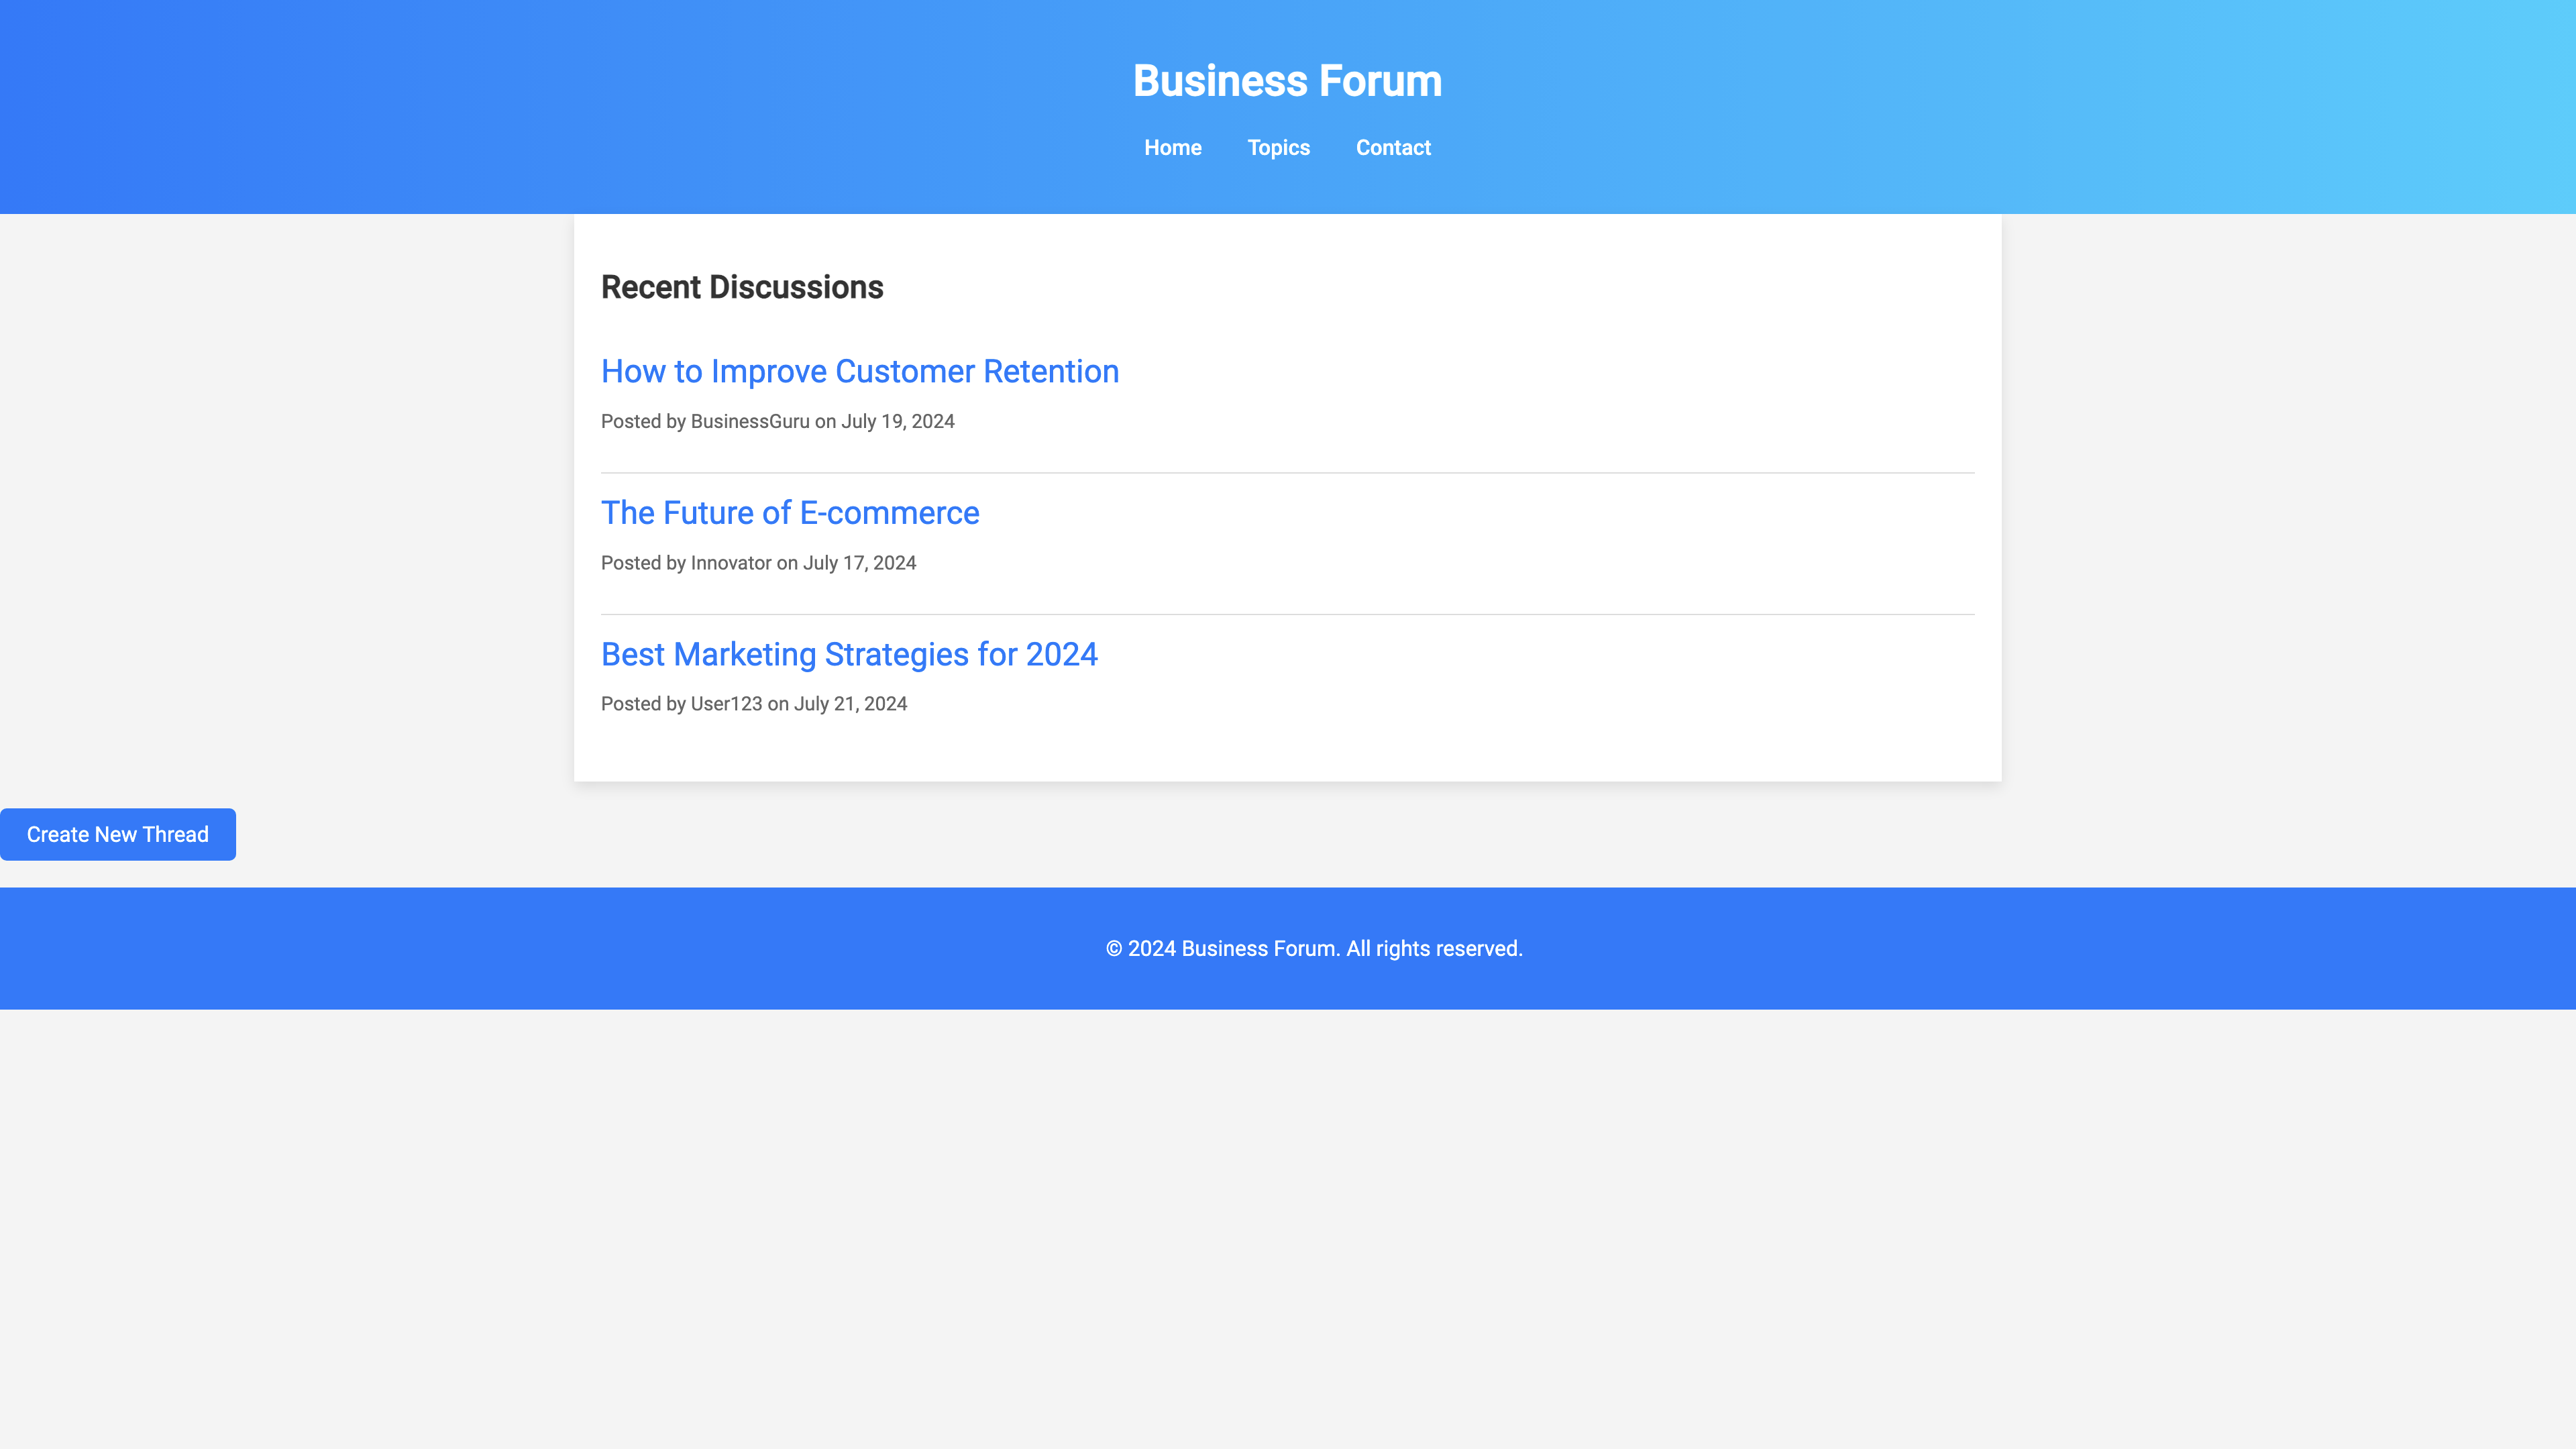 Business Forum
Home Topics Contact
Recent Discussions
How to Improve Customer Retention
Posted by BusinessGuru on July 19, 2024
The Future of E-commerce
Posted by Innovator on July 17, 2024
Best Marketing Strategies for 2024
Posted by User123 on July 21, 2024
Create New Thread
© 2024 Business Forum. All rights reserved.